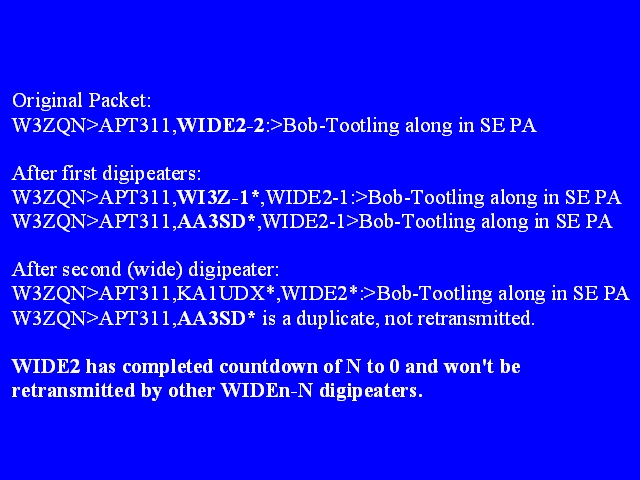 Original Packet:
W3ZQN>APT311,WIDE2-2:>Bob-Tootling along in SE PA
After first digipeaters:
W3ZQN>APT311,WI3Z-1*,WIDE2-1:>Bob-Tootling along in SE PA
W3ZQN>APT311,AA3SD*,WIDE2-1>Bob-Tootling along in SE PA
After second (wide) digipeater:
W3ZQN>APT311,KA1UDX*,WIDE2*:>Bob-Tootling along in SE PA
W3ZQN>APT311,AA3SD* is a duplicate, not retransmitted.
WIDE2 has completed countdown of N to 0 and won't be
retransmitted by other WIDEn-N digipeaters.